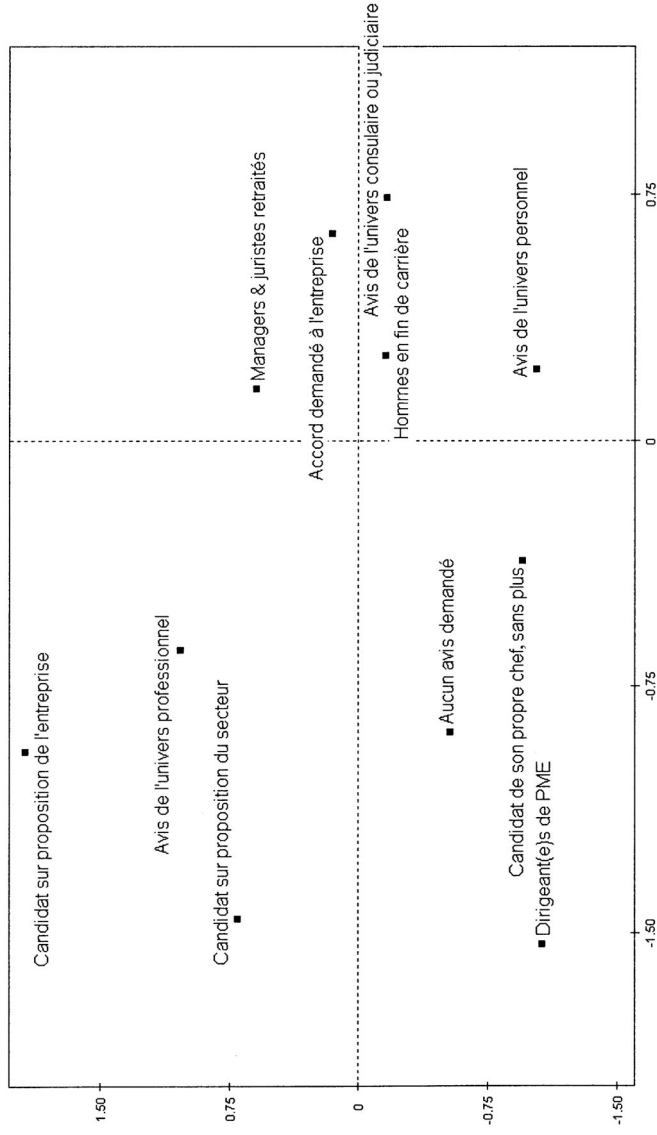 Candidat sur proposition de l'entreprise
Avis de l'univers professionnel
Candidat sur proposition du secteur
Managers & juristes retraités
Accord demandé à l'entreprise
Avis de l'univers consulaire ou judiciaire
Hommes en fin de carrière
Avis de l'univers personnel
Aucun avis demandé
Candidat de son propre chef, sans plus
Dirigeant(e)s de PME
1.50
0.75
0
-0.75
-1.50
-1.50
-0.75
0
0.75